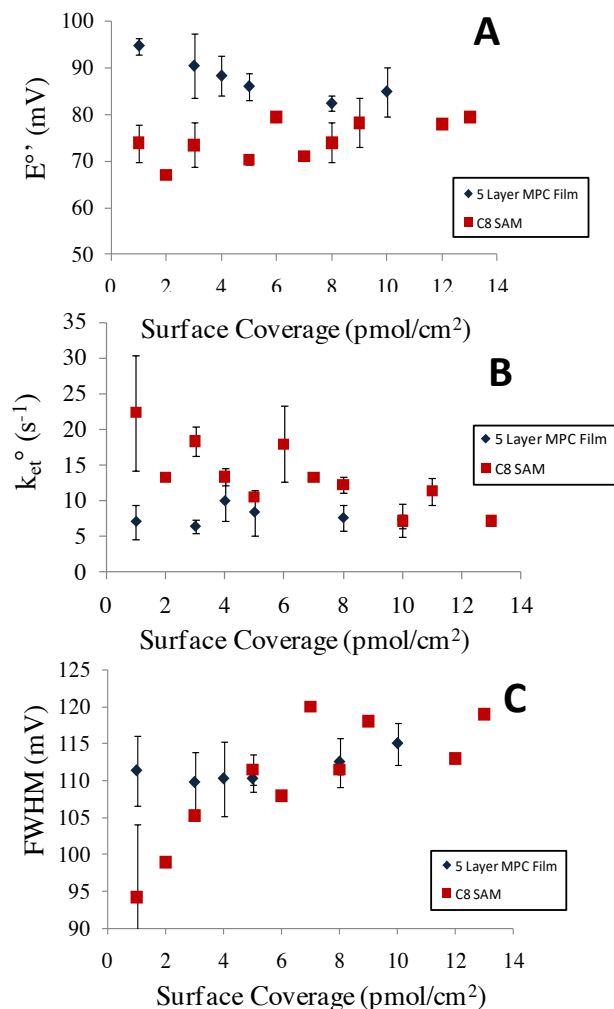 A
100
90
80
70
60
50
E°’ (mV)
5 Layer MPC Film
C8 SAM
0 2 4 6 8 10 12 14
Surface Coverage (pmol/cm²)
B
35
30
25
20
15
10
5
0
ket° (s⁻¹)
5 Layer MPC Film
C8 SAM
0 2 4 6 8 10 12 14
Surface Coverage (pmol/cm²)
C
125
120
115
110
105
100
95
90
FWHM (mV)
5 Layer MPC Film
C8 SAM
0 2 4 6 8 10 12 14
Surface Coverage (pmol/cm²)